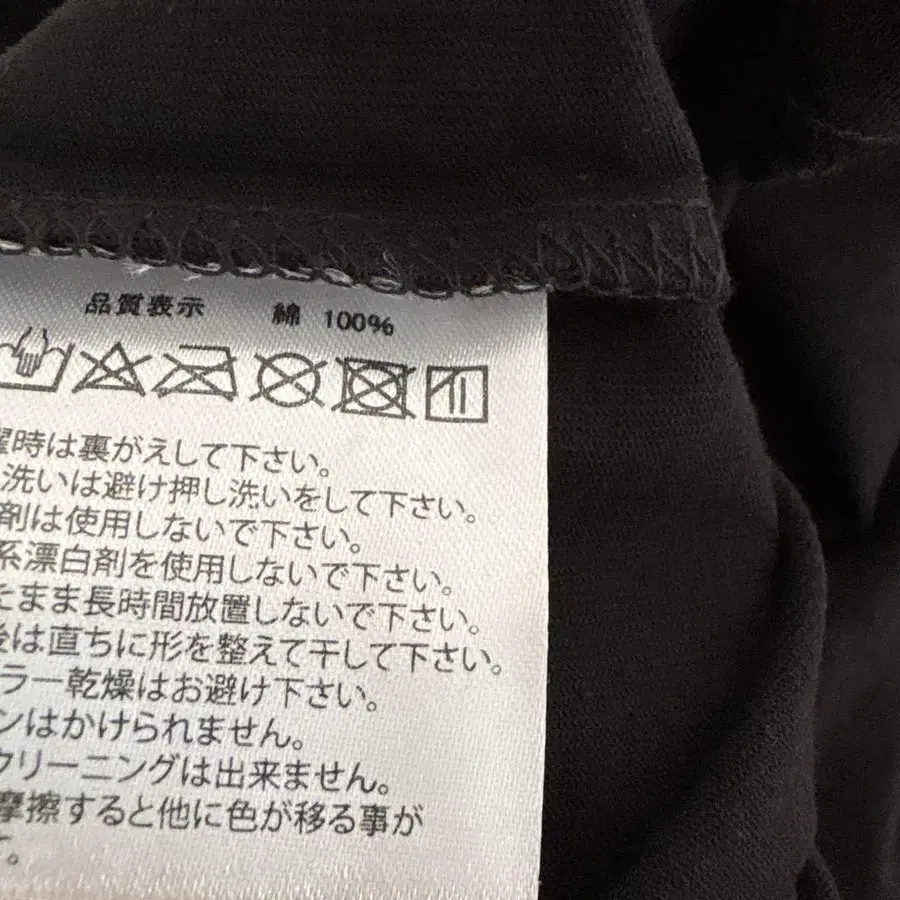 品質表示 綿 100%
時は裏がえして下さい。
洗いは避け押し洗いをして下さい。
剤は使用しないで下さい。
系漂白剤を使用しないで下さい。
たまま長時間放置しないで下さい。
後は直ちに形を整えて干して下さい。
ラー乾燥はお避け下さい。
ンはかけられません。
クリーニングは出来ません。
摩擦すると他に色が移る事が
す。